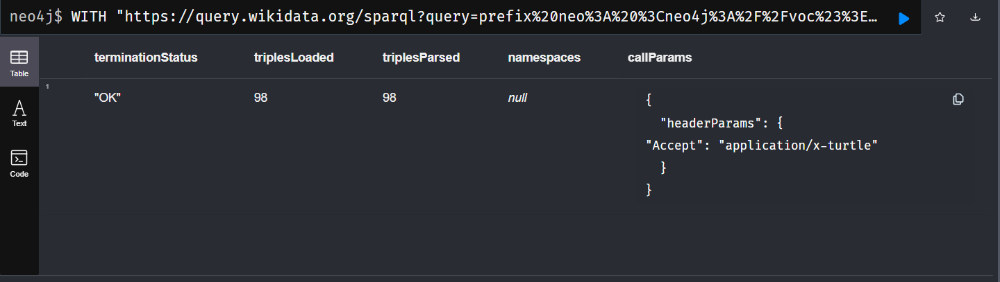 neo4j$ WITH "https://query.wikidata.org/sparql?query=prefix%20neo%3A%20%3Cneo4j%3A%2F%2Fvoc%23%3E…
Table
Text
Code
terminationStatus triplesLoaded triplesParsed namespaces callParams
1
"OK" 98 98 null
{
"headerParams": {
"Accept": "application/x-turtle"
}
}